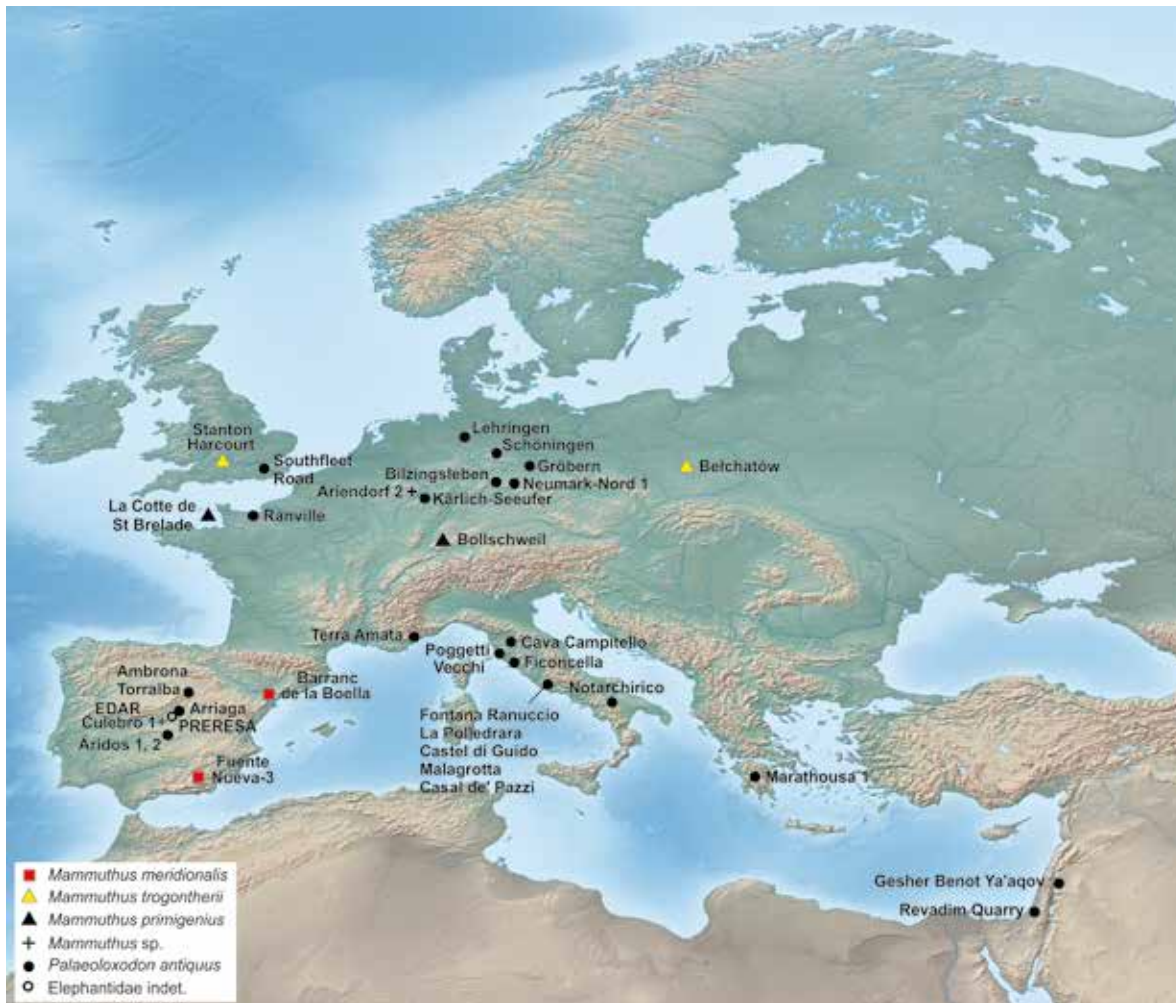 Stanton
Harcourt
Southfleet
Road
La Cotte de
St Brelade
Ranville
Lehringen
Schöningen
Gröbern
Bilzingsleben
Neumark-Nord 1
Ariendorf 2
Kärlich-Seeufer
Bełchatów
Bollschweil
Terra Amata
Cava Campitello
Poggetti
Vecchi
Ficoncella
Notarchirico
Fontana Ranuccio
La Polledrara
Castel di Guido
Malagrotta
Casal de' Pazzi
Ambrona
Torralba
Barranc
de la Boella
EDAR
Culebro 1
Arriaga
PRERESA
Áridos 1, 2
Fuente
Nueva-3
Marathousa 1
Gesher Benot Ya'aqov
Revadim Quarry
Mammuthus meridionalis
Mammuthus trogontherii
Mammuthus primigenius
Mammuthus sp.
Palaeoloxodon antiquus
Elephantidae indet.